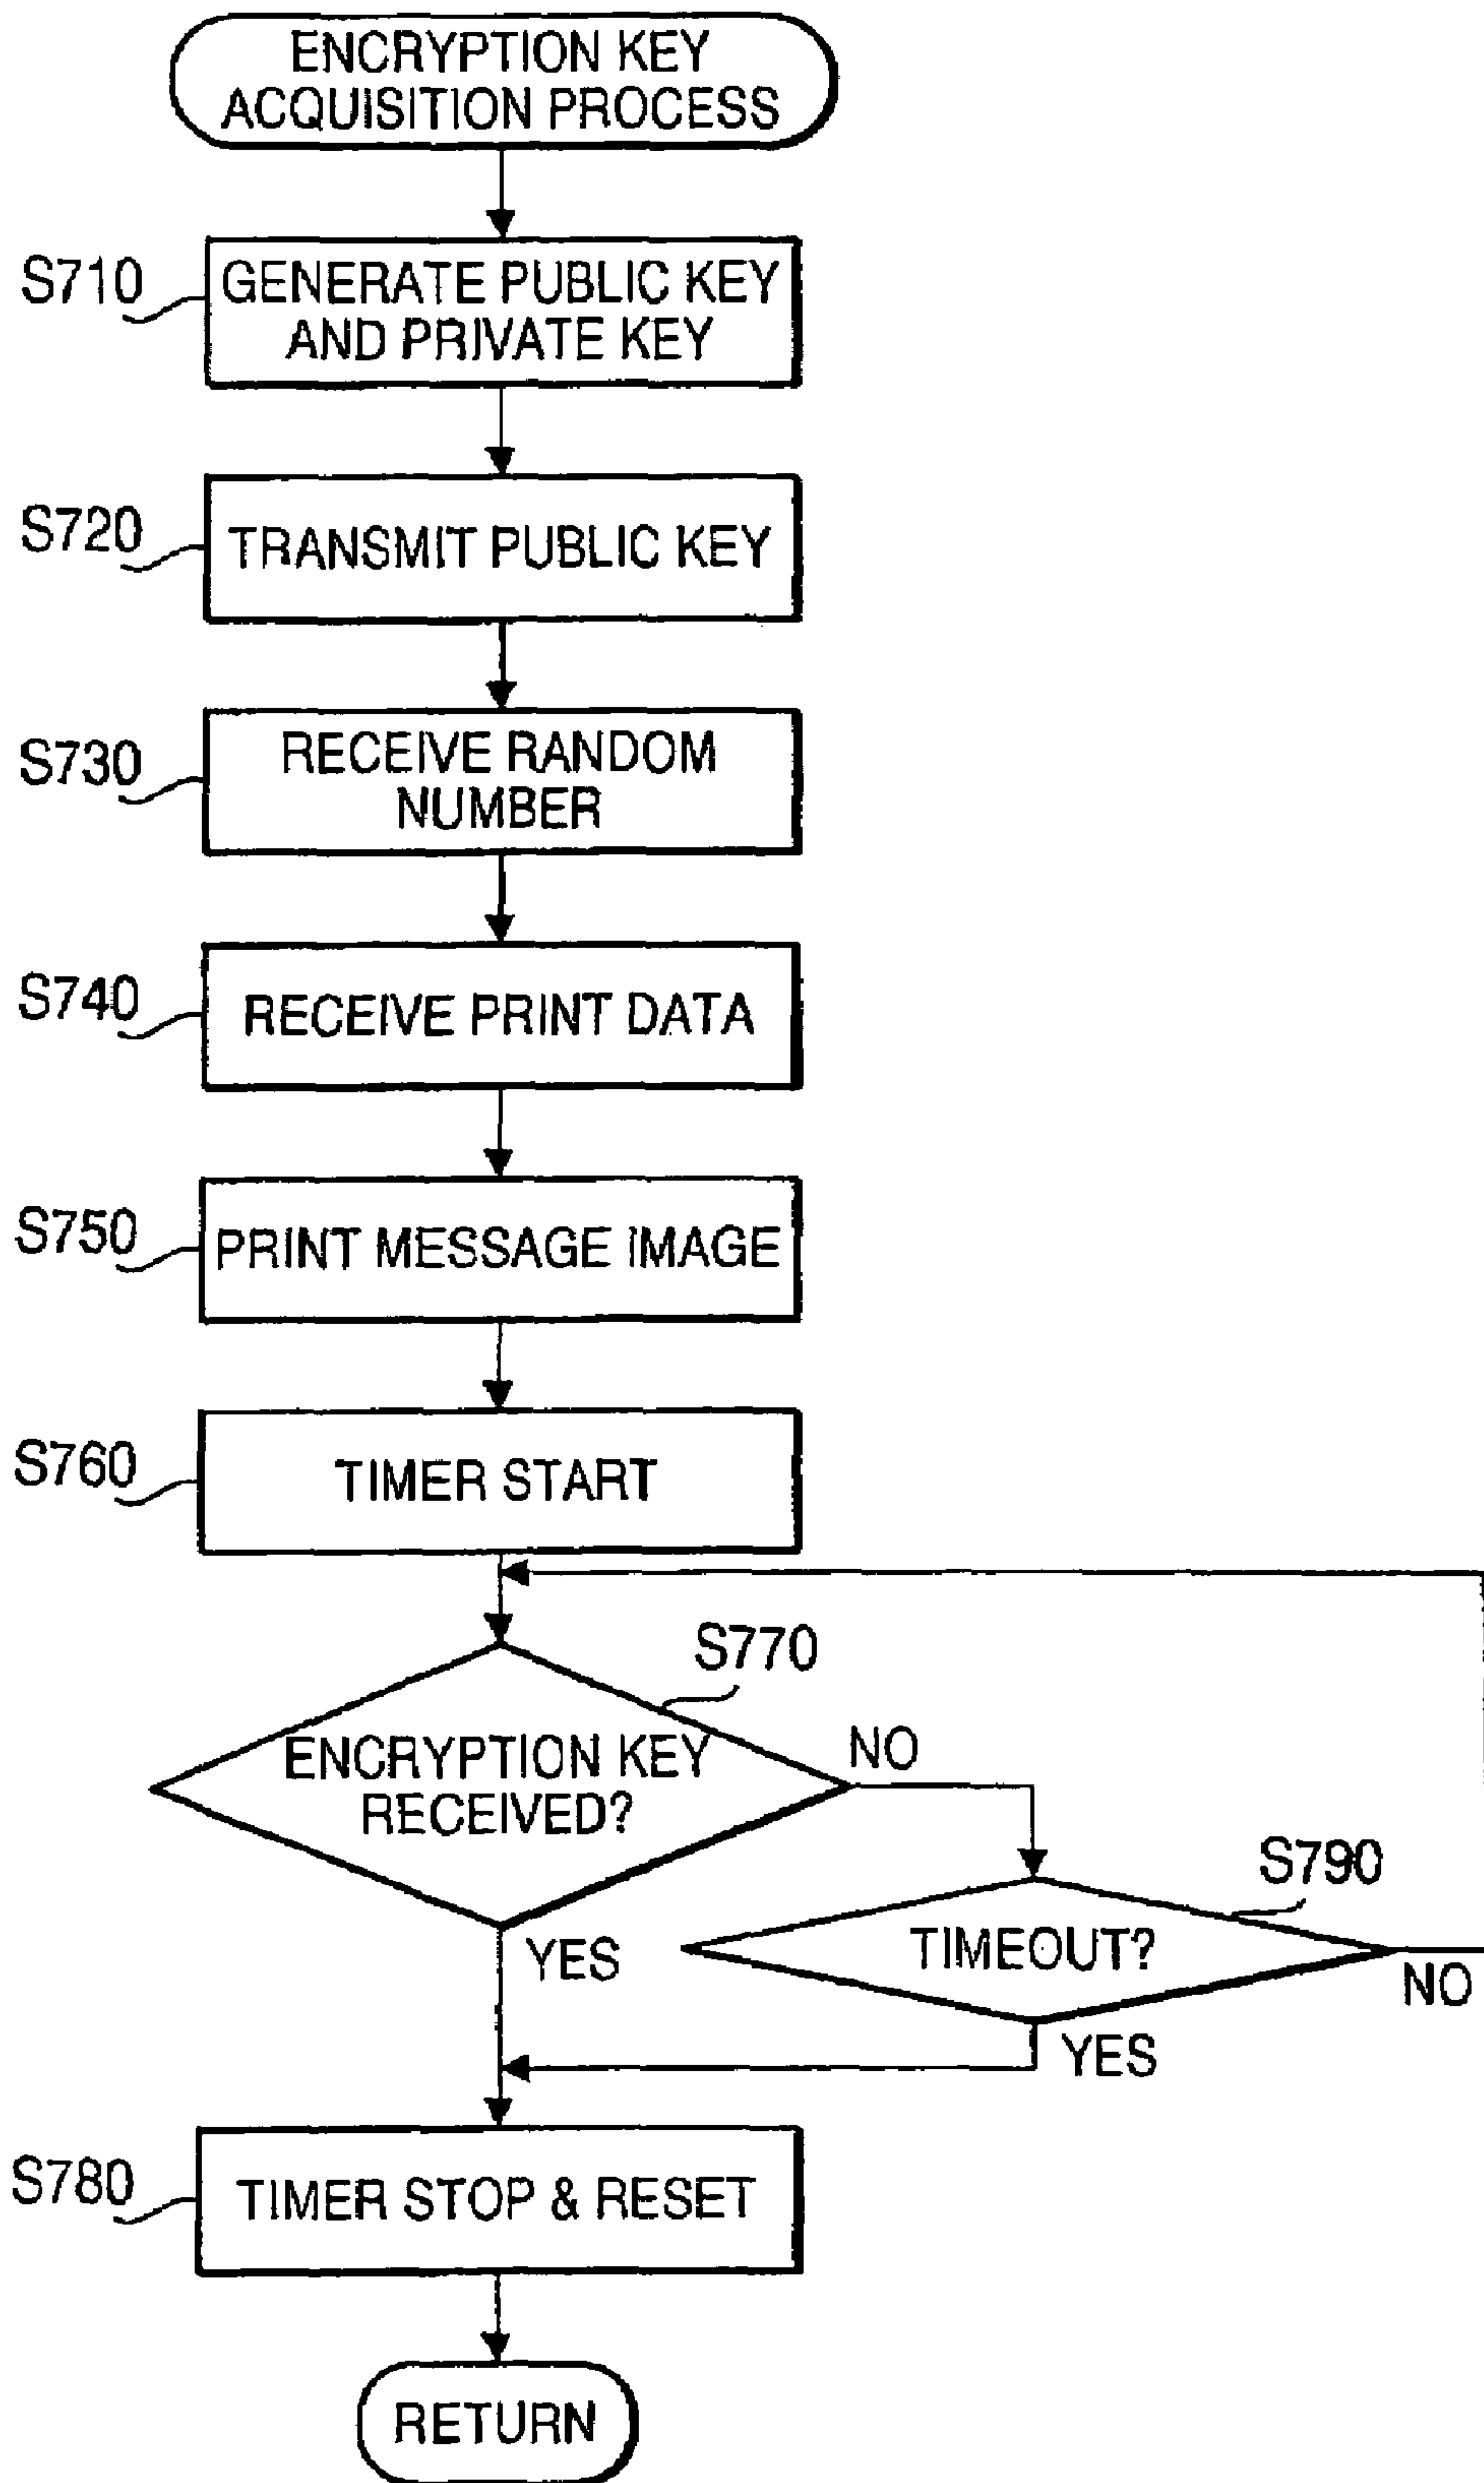 ENCRYPTION KEY
ACQUISITION PROCESS
S710
GENERATE PUBLIC KEY
AND PRIVATE KEY
S720
TRANSMIT PUBLIC KEY
S730
RECEIVE RANDOM
NUMBER
S740
RECEIVE PRINT DATA
S750
PRINT MESSAGE IMAGE
S760
TIMER START
S770
ENCRYPTION KEY
RECEIVED?
NO
YES
S790
TIMEOUT?
NO
YES
S780
TIMER STOP & RESET
RETURN